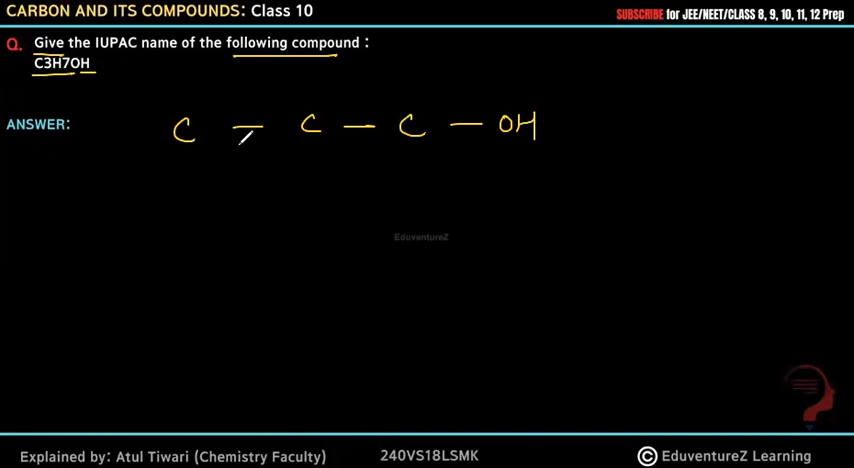 CARBON AND ITS COMPOUNDS: Class 10
SUBSCRIBE for JEE/NEET/CLASS 8, 9, 10, 11, 12 Prep
Q. Give the IUPAC name of the following compound :
C3H7OH
ANSWER:
C — C — C — OH
EduventureZ
Explained by: Atul Tiwari (Chemistry Faculty)
240VS18LSMK
© EduventureZ Learning